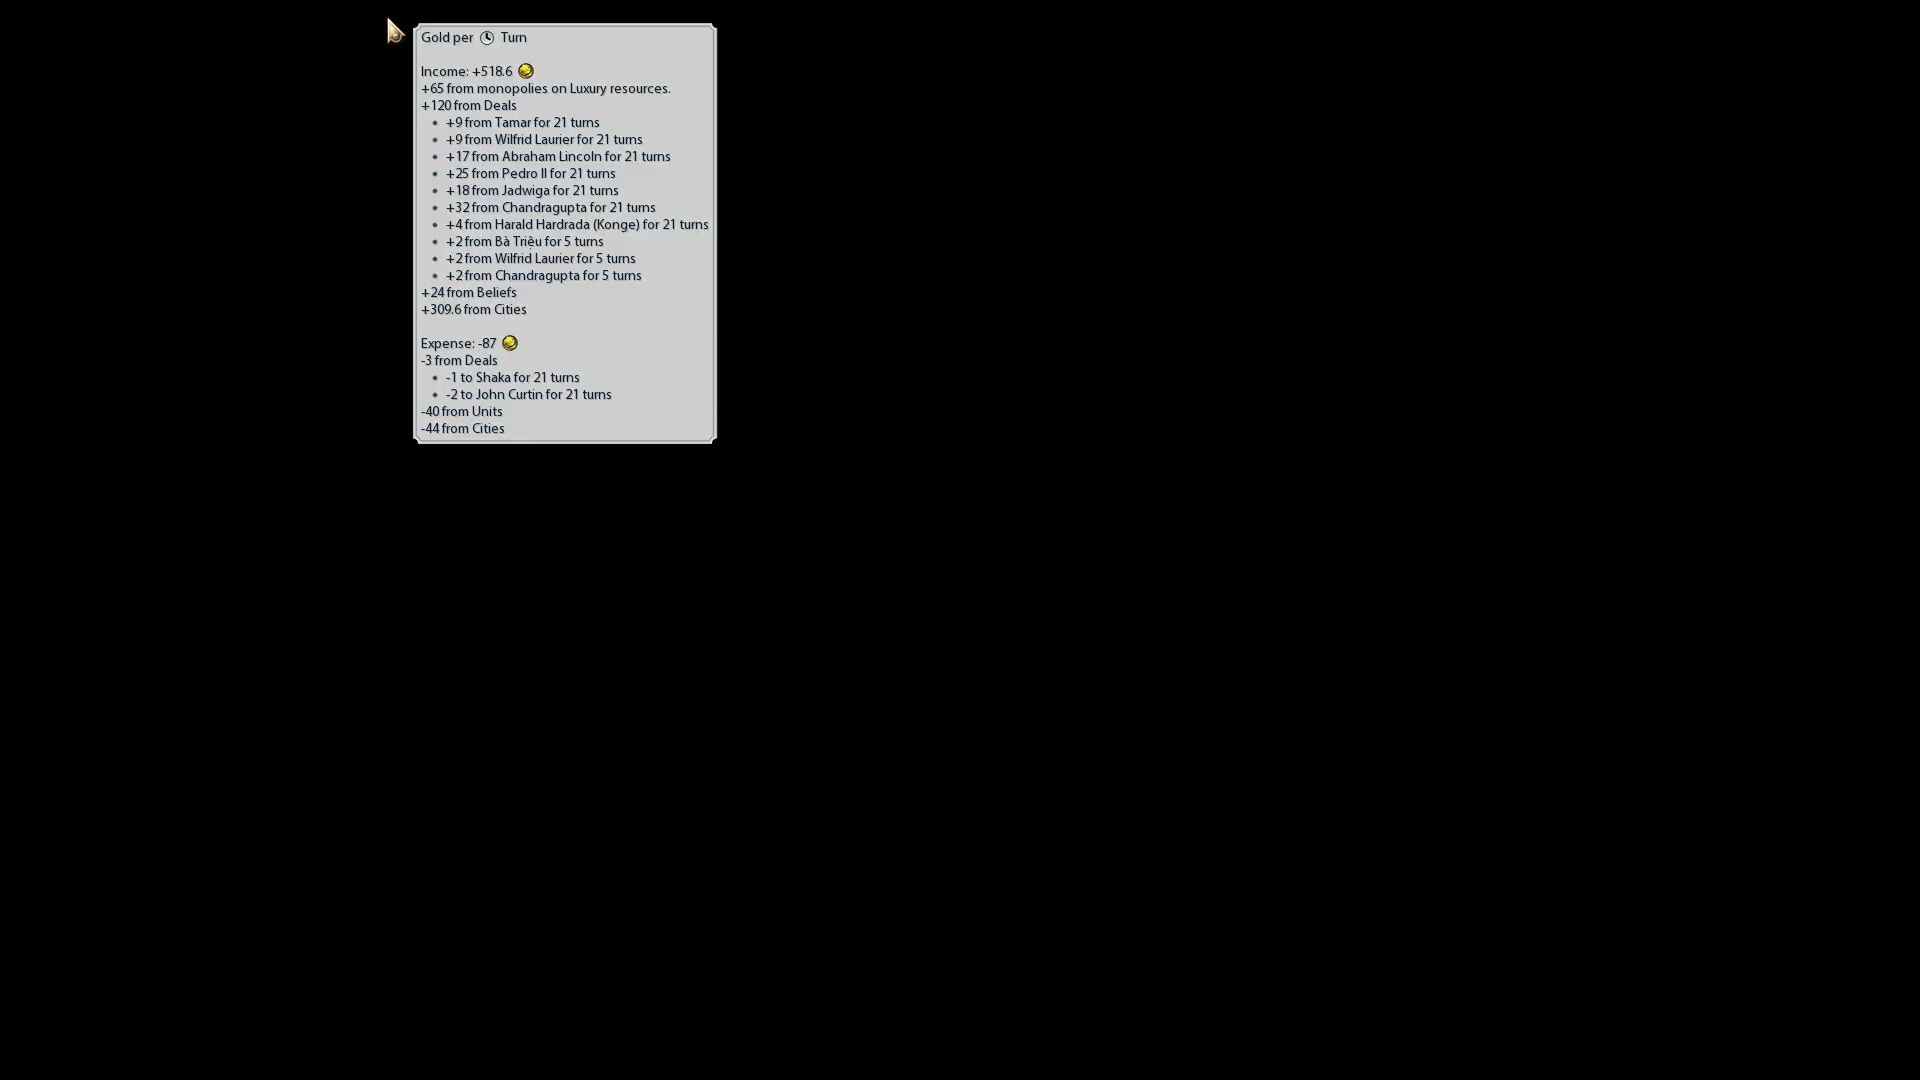 Gold per Turn
Income: +518.6
+65 from monopolies on Luxury resources.
+120 from Deals
• +9 from Tamar for 21 turns
• +9 from Wilfrid Laurier for 21 turns
• +17 from Abraham Lincoln for 21 turns
• +25 from Pedro II for 21 turns
• +18 from Jadwiga for 21 turns
• +32 from Chandragupta for 21 turns
• +4 from Harald Hardrada (Konge) for 21 turns
• +2 from Bà Triệu for 5 turns
• +2 from Wilfrid Laurier for 5 turns
• +2 from Chandragupta for 5 turns
+24 from Beliefs
+309.6 from Cities
Expense: -87
-3 from Deals
• -1 to Shaka for 21 turns
• -2 to John Curtin for 21 turns
-40 from Units
-44 from Cities